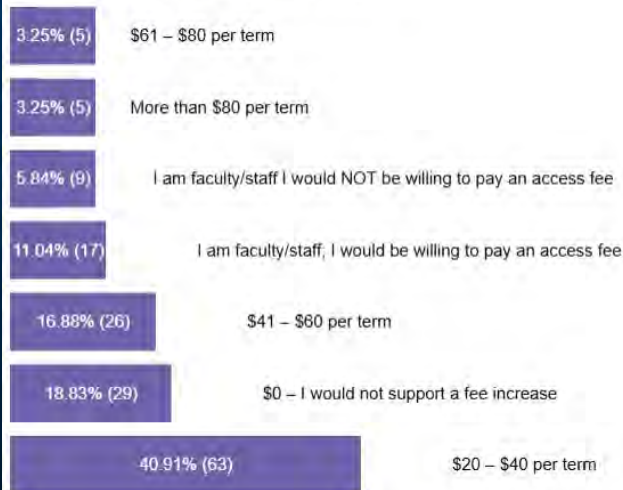 3.25% (5) $61 – $80 per term
3.25% (5) More than $80 per term
5.84% (9) I am faculty/staff I would NOT be willing to pay an access fee
11.04% (17) I am faculty/staff, I would be willing to pay an access fee
16.88% (26) $41 – $60 per term
18.83% (29) $0 – I would not support a fee increase
40.91% (63) $20 – $40 per term